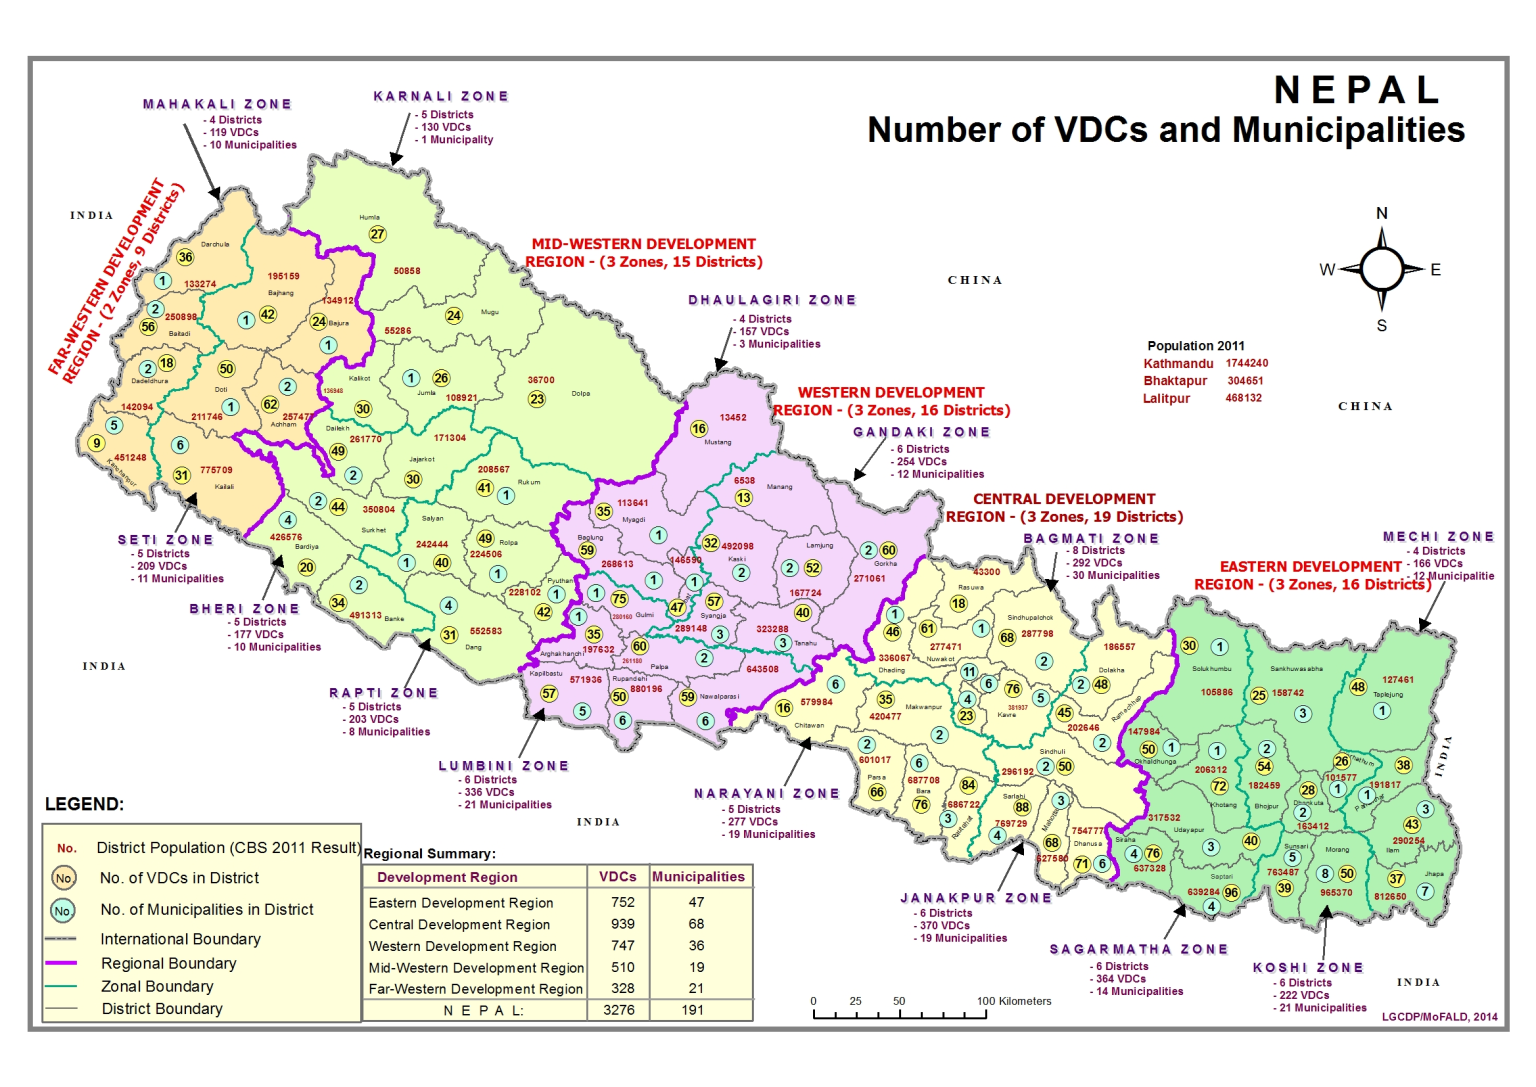 NEPAL
Number of VDCs and Municipalities
MAHAKALI ZONE
- 4 Districts
- 119 VDCs
- 10 Municipalities
KARNALI ZONE
- 5 Districts
- 130 VDCs
- 1 Municipality
FAR-WESTERN DEVELOPMENT
REGION - (2 Zones, 9 Districts)
MID-WESTERN DEVELOPMENT
REGION - (3 Zones, 15 Districts)
DHAULAGIRI ZONE
- 4 Districts
- 157 VDCs
- 3 Municipalities
WESTERN DEVELOPMENT
REGION - (3 Zones, 16 Districts)
GANDAKI ZONE
- 6 Districts
- 254 VDCs
- 12 Municipalities
CENTRAL DEVELOPMENT
REGION - (3 Zones, 19 Districts)
BAGMATI ZONE
- 8 Districts
- 292 VDCs
- 30 Municipalities
MECHI ZONE
- 4 Districts
- 166 VDCs
- 12 Municipalitie
EASTERN DEVELOPMENT
REGION - (3 Zones, 16 Districts)
INDIA
CHINA
CHINA
INDIA
INDIA
INDIA
INDIA
N
W
E
S
Population 2011
Kathmandu 1744240
Bhaktapur 304651
Lalitpur 468132
SETI ZONE
- 5 Districts
- 209 VDCs
- 11 Municipalities
BHERI ZONE
- 5 Districts
- 177 VDCs
- 10 Municipalities
RAPTI ZONE
- 5 Districts
- 203 VDCs
- 8 Municipalities
LUMBINI ZONE
- 6 Districts
- 336 VDCs
- 21 Municipalities
NARAYANI ZONE
- 5 Districts
- 277 VDCs
- 19 Municipalities
JANAKPUR ZONE
- 6 Districts
- 370 VDCs
- 19 Municipalities
SAGARMATHA ZONE
- 6 Districts
- 364 VDCs
- 14 Municipalities
KOSHI ZONE
- 6 Districts
- 222 VDCs
- 21 Municipalities
Darchula 36 1 133274
Baitadi 2 56 250898
Dadeldhura 2 18 142094
Kanchanpur 5 9 451248
Bajhang 195159 1 42
Bajura 134912 24 1
Doti 50 1 211746
Achham 2 62 257477
Kailali 6 31 775709
Humla 27 50858
Mugu 24 55286
Kalikot 136948 30
Jumla 1 26 108921
Dolpa 36700 23
Dailekh 261770 49 2
Jajarkot 171304 30
Rukum 208567 41 1
Surkhet 2 44 350804
Bardiya 4 426576 20
Banke 2 34 491313
Salyan 242444 1 40
Rolpa 49 224506 1
Pyuthan 228102 1 42
Dang 4 31 552583
Mustang 13452 16
Manang 6538 13
Myagdi 113641 35 1
Baglung 59 268613 1
Kaski 32 492098 2
Lamjung 2 52 167724
Gorkha 2 60 271061
146590 1 47
Gulmi 1 75 280160
Syangja 57 289148 3
Tanahu 40 323288 3
Arghakhanchi 1 35 197632
Palpa 60 261180 2
Kapilbastu 57 571936 5
Rupandehi 50 880196 6
Nawalparasi 59 643508 6
Rasuwa 43300 18
Dhading 1 46 336067
Nuwakot 61 277471 1
Sindhupalchok 68 287798 2
Dolakha 186557 2 48
Ramechhap 45 202646 2
11 6 4 23
Kavre 76 5 381937
Chitawan 16 579984 6
Makwanpur 35 420477 2
Parsa 2 601017 66
Bara 6 687708 76
Rautahat 84 686722 3
Sindhuli 296192 2 50
Sarlahi 88 769729 4
3 68 627580
Dhanusa 754777 71 6
Solukhumbu 30 1 105886
Sankhuwasabha 25 158742 3
Taplejung 48 127461 1
Okhaldhunga 147984 50 1
Khotang 206312 1 72
Bhojpur 2 54 182459
26 101577 1
38 191817 1
Dhankuta 28 2 163412
Udayapur 317532 3 40
Siraha 4 76 637328
Saptari 639284 96 4
Sunsari 5 763487 39
Morang 8 50 965370
Ilam 3 43 290254
Jhapa 37 7 812650
LEGEND:
No. District Population (CBS 2011 Result)
No No. of VDCs in District
No. No. of Municipalities in District
International Boundary
Regional Boundary
Zonal Boundary
District Boundary
Regional Summary:
Development Region VDCs Municipalities
Eastern Development Region 752 47
Central Development Region 939 68
Western Development Region 747 36
Mid-Western Development Region 510 19
Far-Western Development Region 328 21
N E P A L: 3276 191
0 25 50 100 Kilometers
LGCDP/MoFALD, 2014